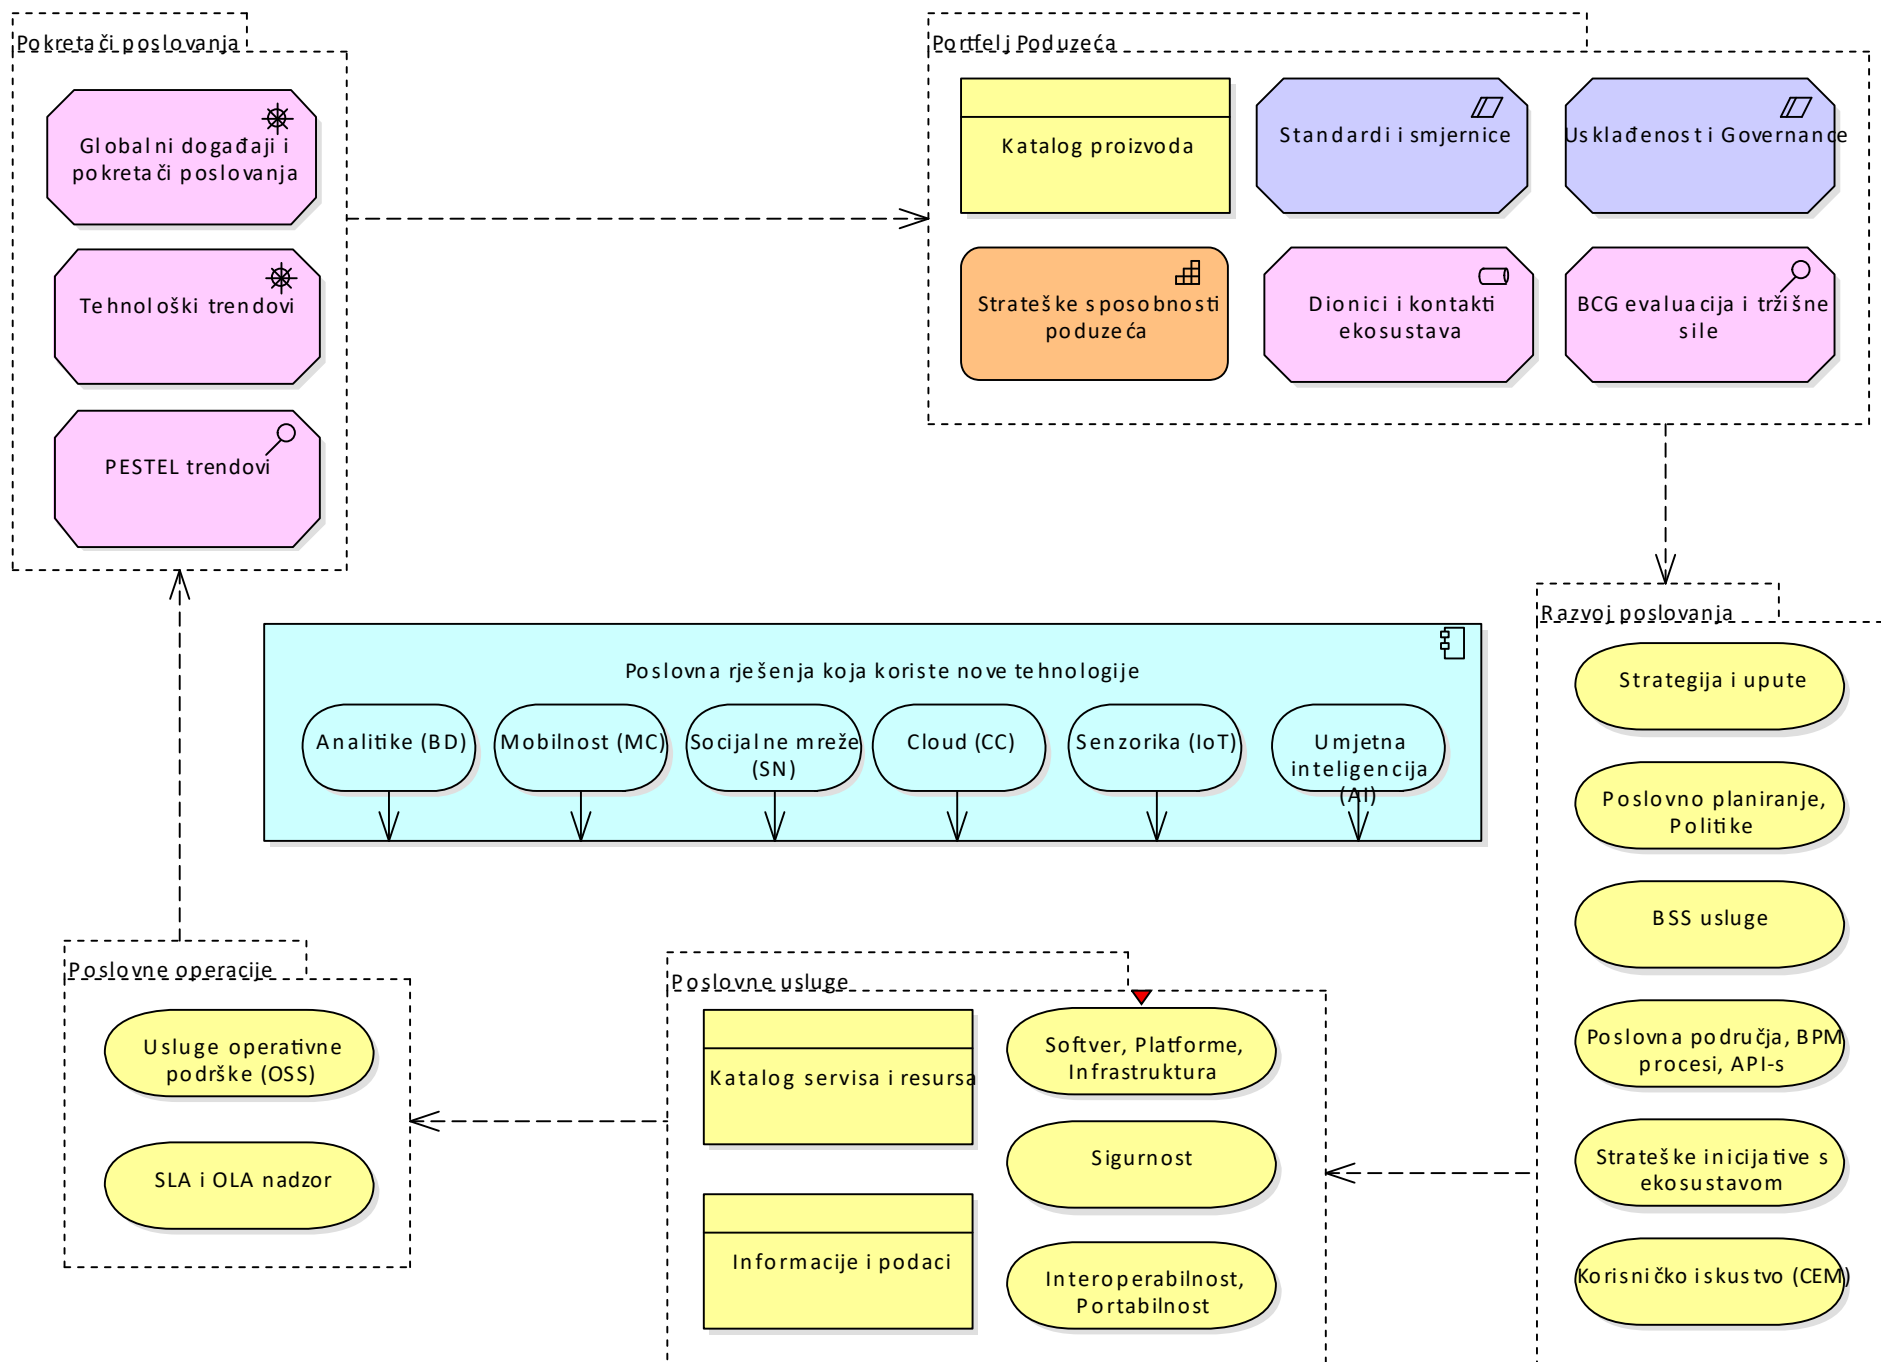 Pokretači poslovanja
Globalni događaji i
pokretači poslovanja
Tehnološki trendovi
PESTEL trendovi
Portfelj Poduzeća
Katalog proizvoda
Standardi i smjernice
Usklađenost i Governance
Strateške sposobnosti
poduzeća
Dionici i kontakti
ekosustava
BCG evaluacija i tržišne
sile
Poslovna rješenja koja koriste nove tehnologije
Analitike (BD)
Mobilnost (MC)
Socijalne mreže
(SN)
Cloud (CC)
Senzorika (IoT)
Umjetna
inteligencija
(AI)
Razvoj poslovanja
Strategija i upute
Poslovno planiranje,
Politike
BSS usluge
Poslovna područja, BPM
procesi, API-s
Strateške inicijative s
ekosustavom
Korisničko iskustvo (CEM)
Poslovne usluge
Katalog servisa i resursa
Informacije i podaci
Softver, Platforme,
Infrastruktura
Sigurnost
Interoperabilnost,
Portabilnost
Poslovne operacije
Usluge operativne
podrške (OSS)
SLA i OLA nadzor